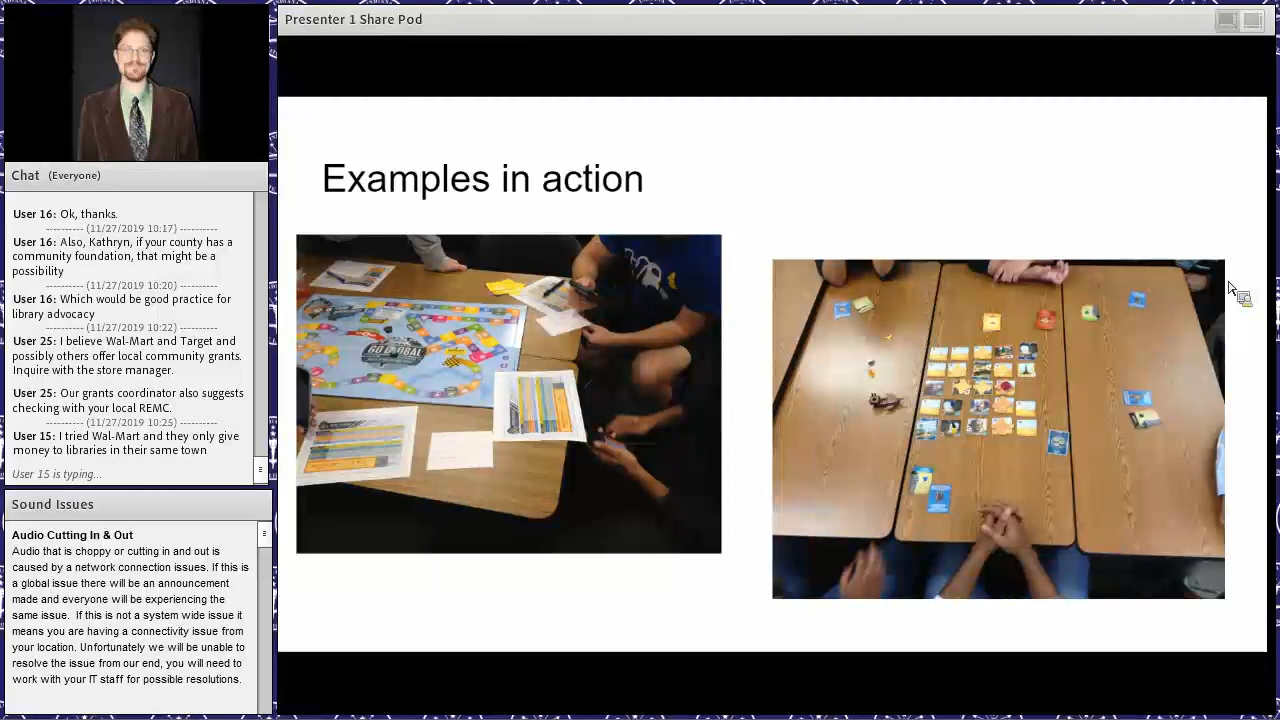 Presenter 1 Share Pod
Chat (Everyone)
User 16: Ok, thanks.
---------- (11/27/2019 10:17) ----------
User 16: Also, Kathryn, if your county has a
community foundation, that might be a
possibility
---------- (11/27/2019 10:20) ----------
User 16: Which would be good practice for
library advocacy
---------- (11/27/2019 10:22) ----------
User 25: I believe Wal-Mart and Target and
possibly others offer local community grants.
Inquire with the store manager.
User 25: Our grants coordinator also suggests
checking with your local REMC.
---------- (11/27/2019 10:25) ----------
User 15: I tried Wal-Mart and they only give
money to libraries in their same town
User 15 is typing...
Sound Issues
Audio Cutting In & Out
Audio that is choppy or cutting in and out is
caused by a network connection issues. If this
is a global issue there will be an announcement
made and everyone will be experiencing the
same issue. If this is not a system wide issue it
means you are having a connectivity issue from
your location. Unfortunately we will be unable to
resolve the issue from our end, you will need to
work with your IT staff for possible resolutions.
Examples in action
GO GLOBAL